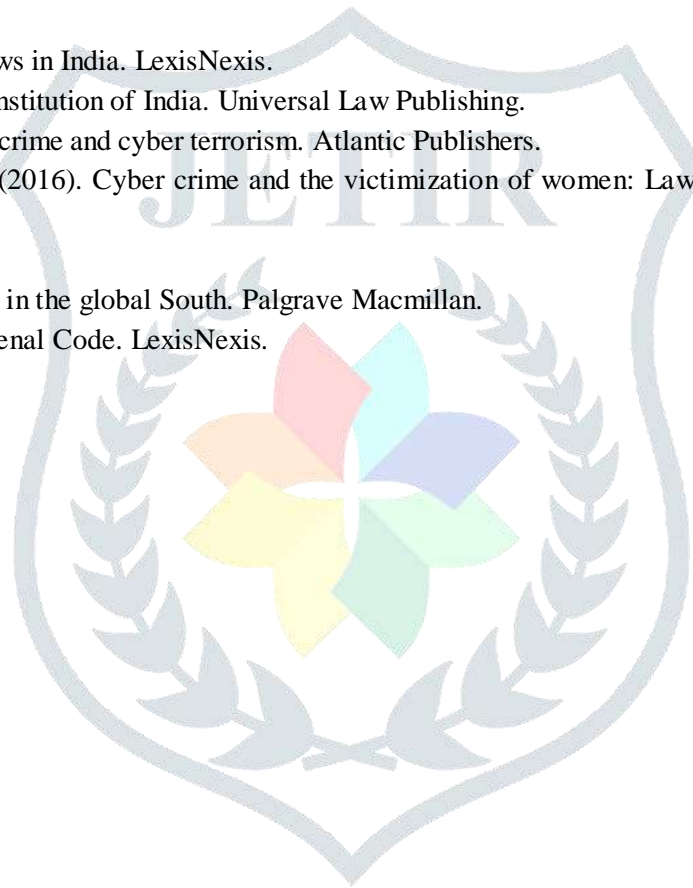 ws in India. LexisNexis.
nstitution of India. Universal Law Publishing.
crime and cyber terrorism. Atlantic Publishers.
(2016). Cyber crime and the victimization of women: Law
JETIR
in the global South. Palgrave Macmillan.
enal Code. LexisNexis.